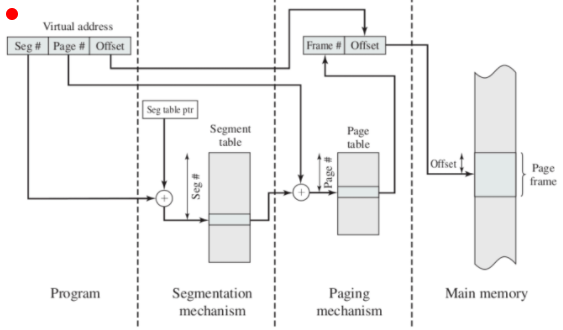 Virtual address
Seg # Page # Offset
Frame # Offset
Seg table ptr
Segment
table
Page
table
Seg #
Page #
+
+
Offset
Page
frame
Program
Segmentation
mechanism
Paging
mechanism
Main memory